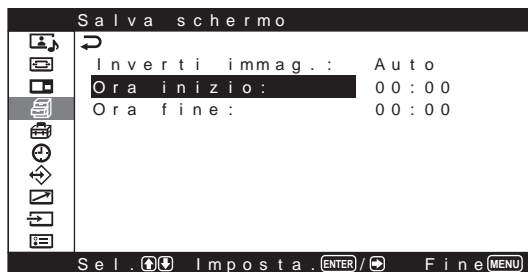 Salva schermo
Inverti immag.: Auto
Ora inizio: 00:00
Ora fine: 00:00
Sel. Imposta. ENTER/ Fine MENU